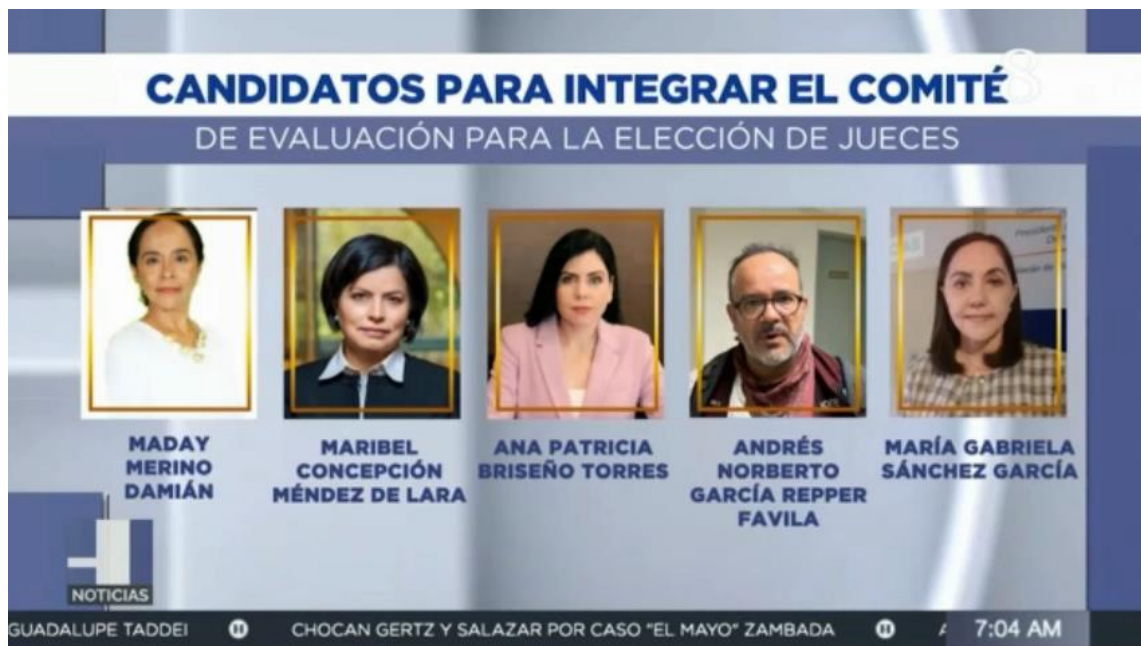 CANDIDATOS PARA INTEGRAR EL COMITÉ
8
DE EVALUACIÓN PARA LA ELECCIÓN DE JUECES
MADAY
MERINO
DAMIÁN
MARIBEL
CONCEPCIÓN
MÉNDEZ DE LARA
ANA PATRICIA
BRISEÑO TORRES
ANDRÉS
NORBERTO
GARCÍA REPPER
FAVILA
MARÍA GABRIELA
SÁNCHEZ GARCÍA
NOTICIAS
GUADALUPE TADDEI CHOCAN GERTZ Y SALAZAR POR CASO "EL MAYO" ZAMBADA 7:04 AM